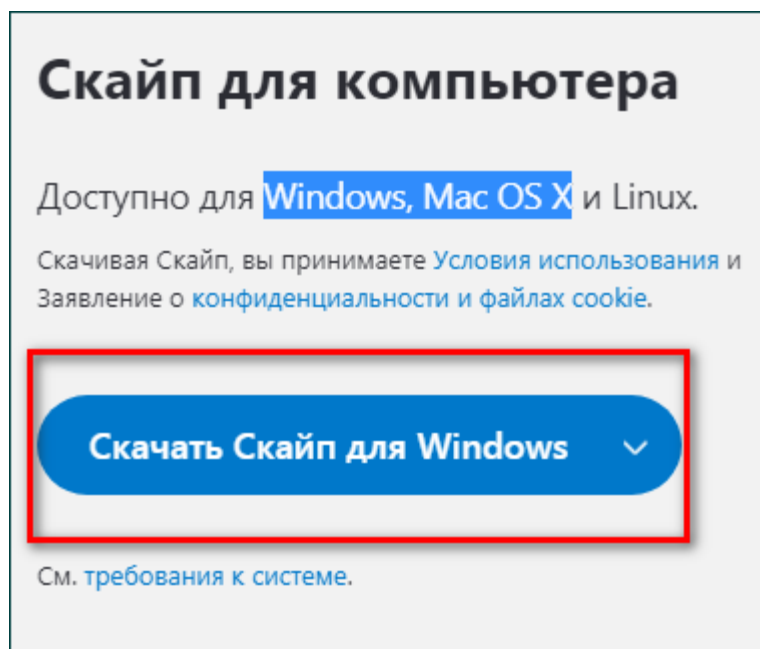 Скайп для компьютера
Доступно для Windows, Mac OS X и Linux.
Скачивая Скайп, вы принимаете Условия использования и
Заявление о конфиденциальности и файлах cookie.
Скачать Скайп для Windows
См. требования к системе.